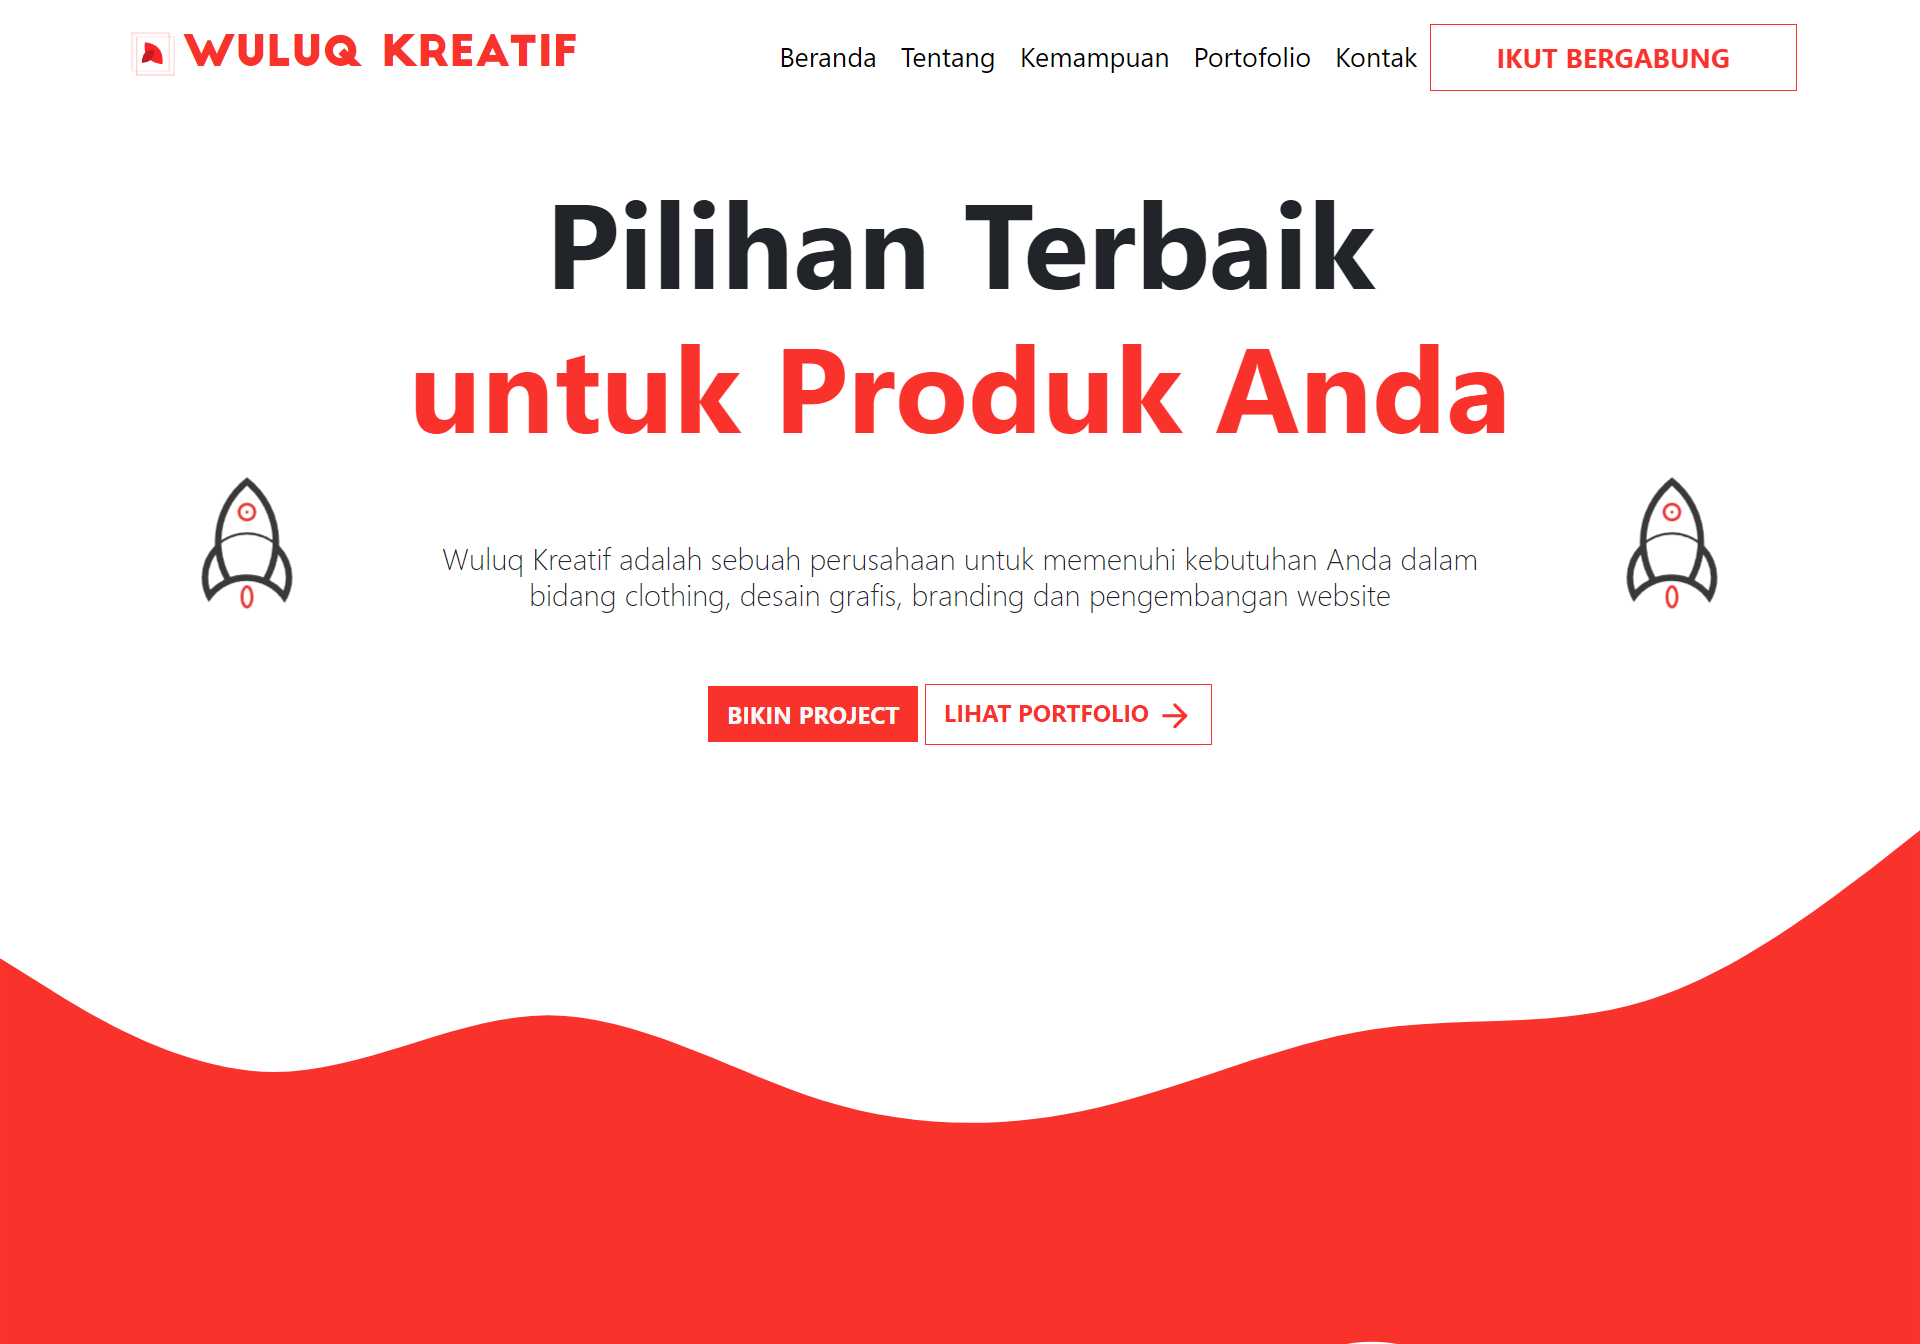 WULUQ KREATIF
Beranda Tentang Kemampuan Portofolio Kontak IKUT BERGABUNG
Pilihan Terbaik
untuk Produk Anda
Wuluq Kreatif adalah sebuah perusahaan untuk memenuhi kebutuhan Anda dalam
bidang clothing, desain grafis, branding dan pengembangan website
BIKIN PROJECT LIHAT PORTFOLIO